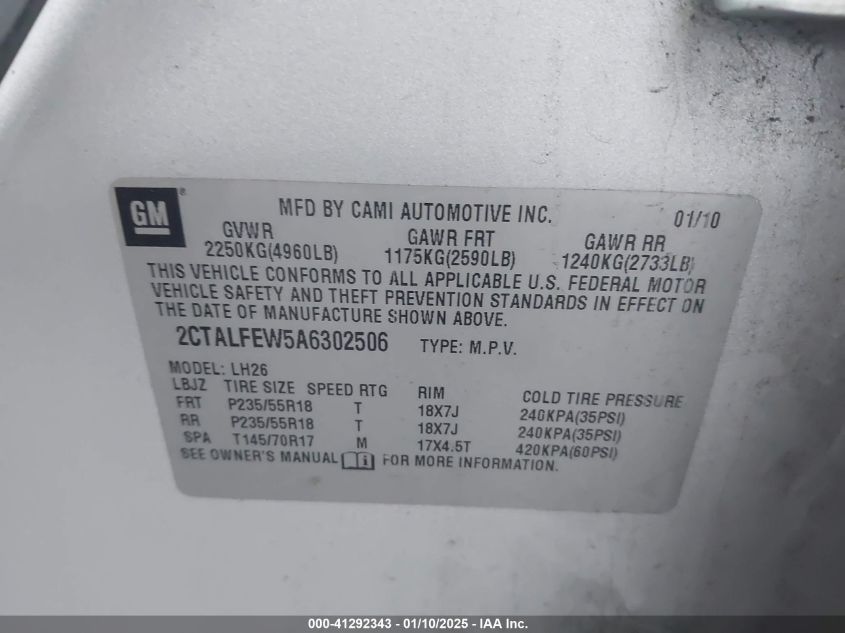 GM®
MFD BY CAMI AUTOMOTIVE INC. 01/10
GVWR GAWR FRT GAWR RR
2250KG(4960LB) 1175KG(2590LB) 1240KG(2733LB)
THIS VEHICLE CONFORMS TO ALL APPLICABLE U.S. FEDERAL MOTOR
VEHICLE SAFETY AND THEFT PREVENTION STANDARDS IN EFFECT ON
THE DATE OF MANUFACTURE SHOWN ABOVE.
2CTALFEW5A6302506 TYPE: M.P.V.
MODEL: LH26
LBJZ TIRE SIZE SPEED RTG RIM COLD TIRE PRESSURE
FRT P235/55R18 T 18X7J 240KPA(35PSI)
RR P235/55R18 T 18X7J 240KPA(35PSI)
SPA T145/70R17 M 17X4.5T 420KPA(60PSI)
SEE OWNER'S MANUAL i FOR MORE INFORMATION.
000-41292343 — 01/10/2025 — IAA Inc.